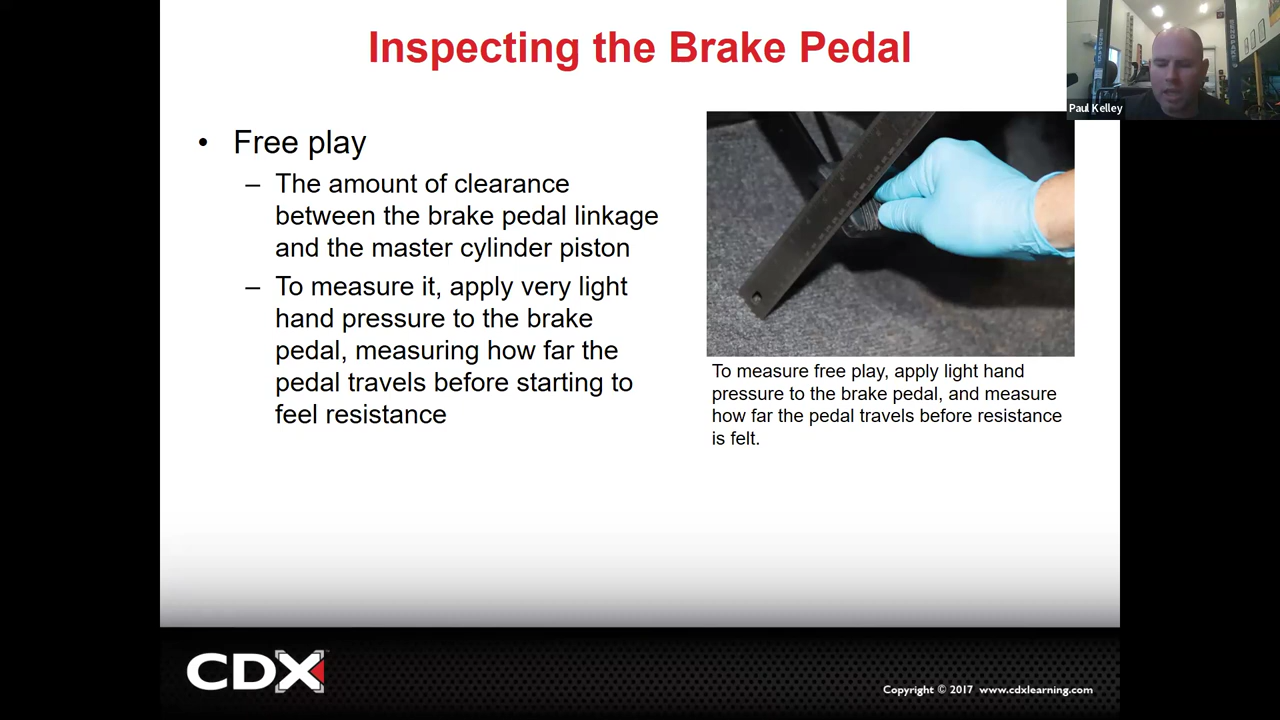 Inspecting the Brake Pedal
Paul Kelley
• Free play
– The amount of clearance
between the brake pedal linkage
and the master cylinder piston
– To measure it, apply very light
hand pressure to the brake
pedal, measuring how far the
pedal travels before starting to
feel resistance
To measure free play, apply light hand
pressure to the brake pedal, and measure
how far the pedal travels before resistance
is felt.
CDX
Copyright © 2017 www.cdxlearning.com